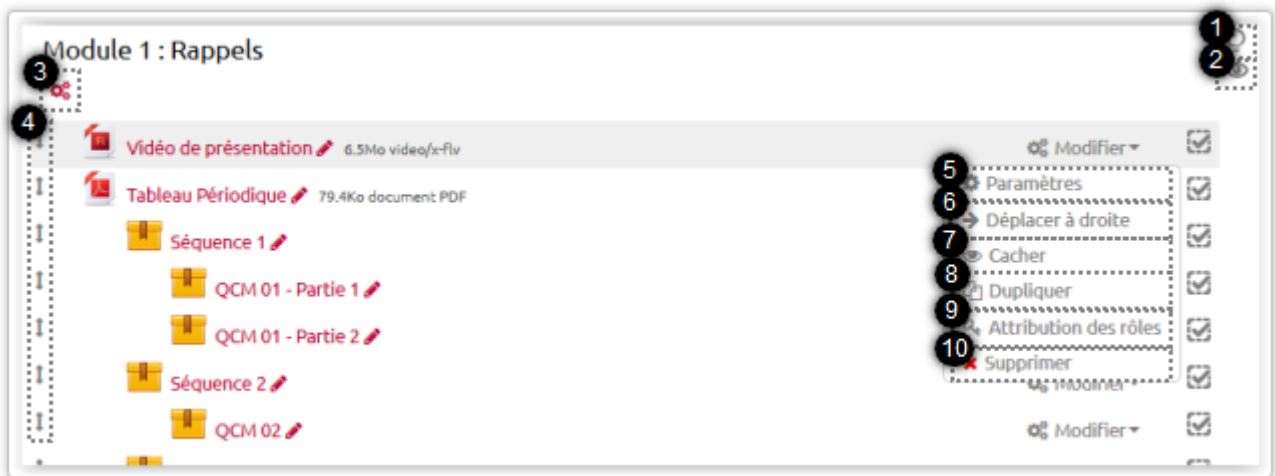 1
Module 1 : Rappels
2
3
4
Vidéo de présentation 6.5Mo video/x-flv Modifier
5 Paramètres
Tableau Périodique 79.4Ko document PDF
6 Déplacer à droite
Séquence 1
7 Cacher
8 Dupliquer
QCM 01 - Partie 1
9 Attribution des rôles
QCM 01 - Partie 2
10 Supprimer
Séquence 2 Modifier
QCM 02 Modifier